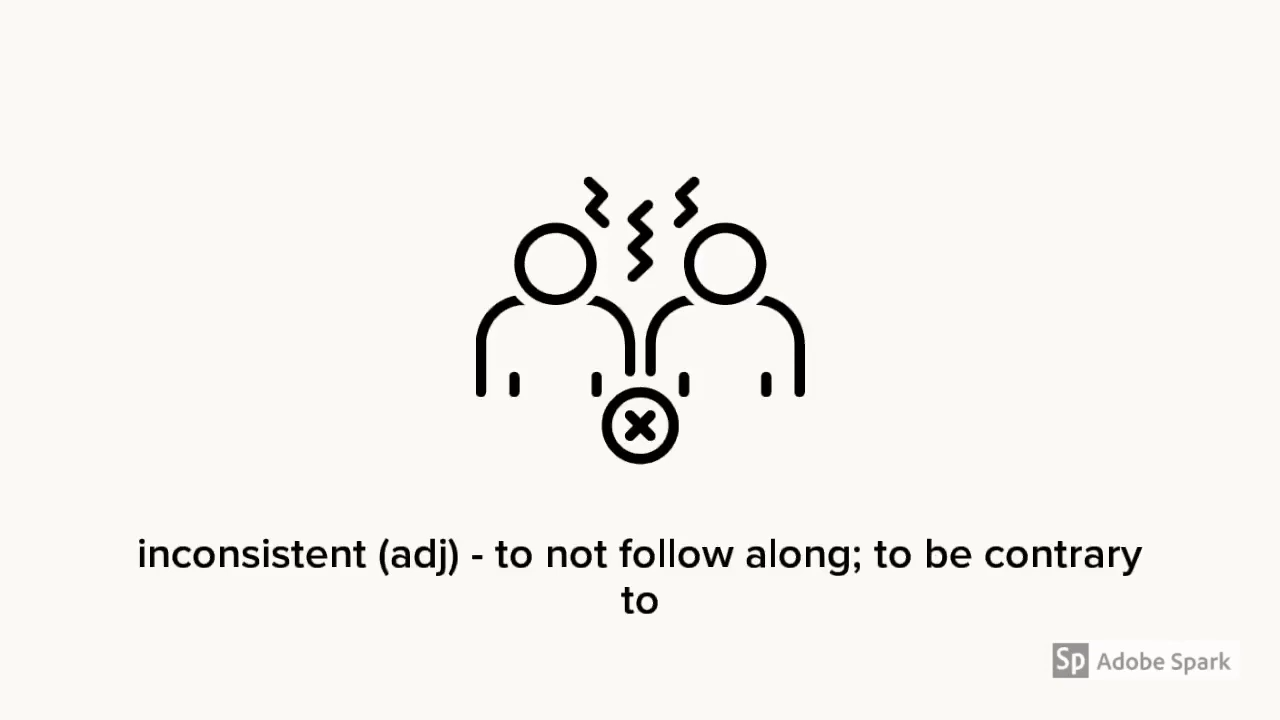 inconsistent (adj) - to not follow along; to be contrary
to
Sp Adobe Spark